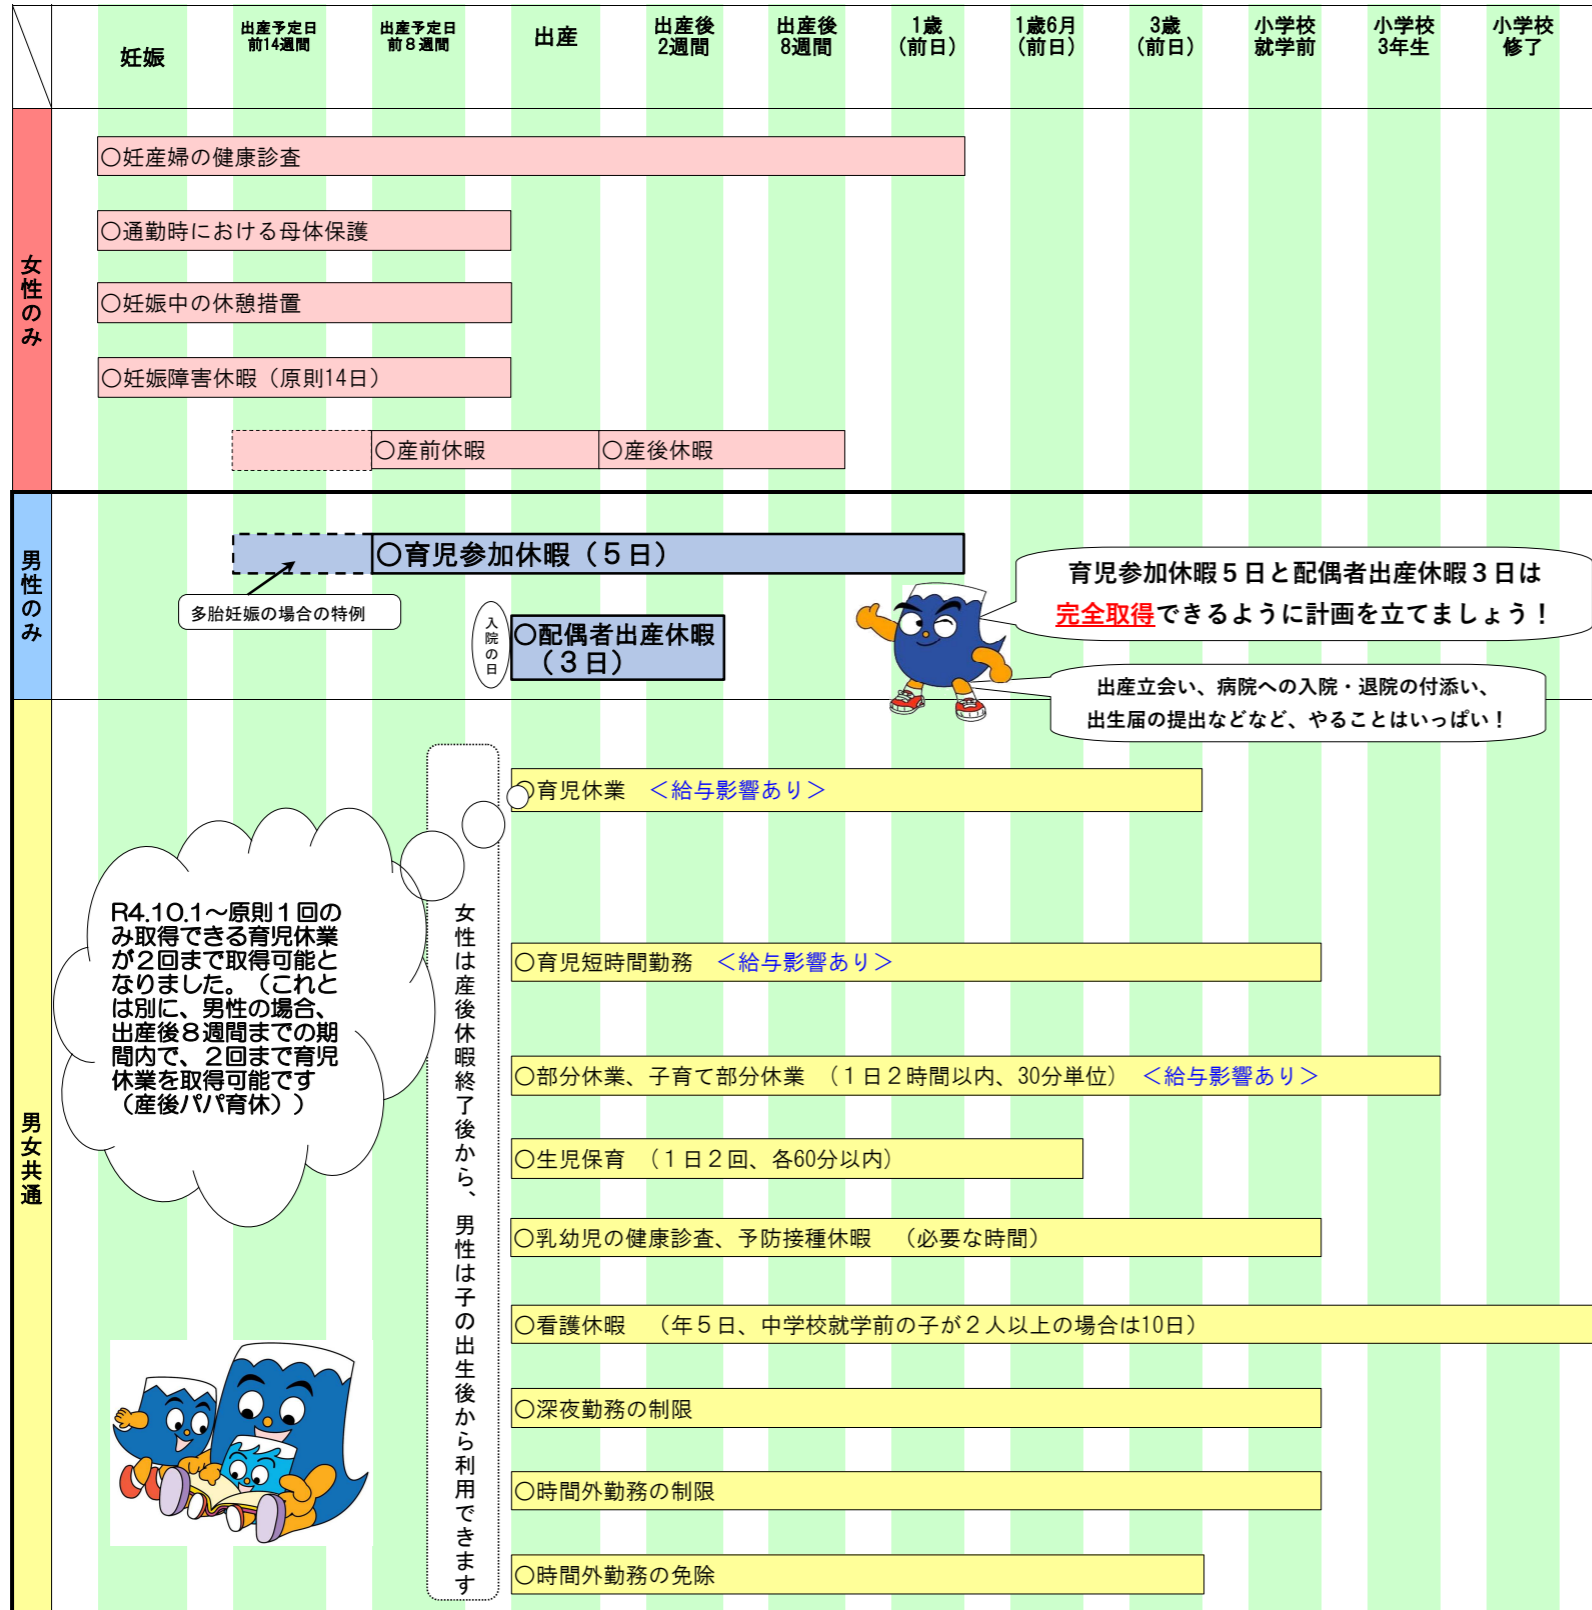 妊娠
出産予定日
前14週間
出産予定日
前８週間
出産
出産後
2週間
出産後
8週間
1歳
(前日)
1歳6月
(前日)
3歳
(前日)
小学校
就学前
小学校
3年生
小学校
修了
女性のみ
○妊産婦の健康診査
○通勤時における母体保護
○妊娠中の休憩措置
○妊娠障害休暇（原則14日）
○産前休暇
○産後休暇
男性のみ
○育児参加休暇（５日）
多胎妊娠の場合の特例
入院の日
○配偶者出産休暇
（３日）
育児参加休暇５日と配偶者出産休暇３日は
完全取得できるように計画を立てましょう！
出産立会い、病院への入院・退院の付添い、
出生届の提出などなど、やることはいっぱい！
男女共通
R4.10.1～原則１回の
み取得できる育児休業
が２回まで取得可能と
なりました。（これと
は別に、男性の場合、
出産後８週間までの期
間内で、２回まで育児
休業を取得可能です
（産後パパ育休））
女性は産後休暇終了後から、男性は子の出生後から利用できます
○育児休業　＜給与影響あり＞
○育児短時間勤務　＜給与影響あり＞
○部分休業、子育て部分休業　（１日２時間以内、30分単位）　＜給与影響あり＞
○生児保育　（１日２回、各60分以内）
○乳幼児の健康診査、予防接種休暇　（必要な時間）
○看護休暇　（年５日、中学校就学前の子が２人以上の場合は10日）
○深夜勤務の制限
○時間外勤務の制限
○時間外勤務の免除